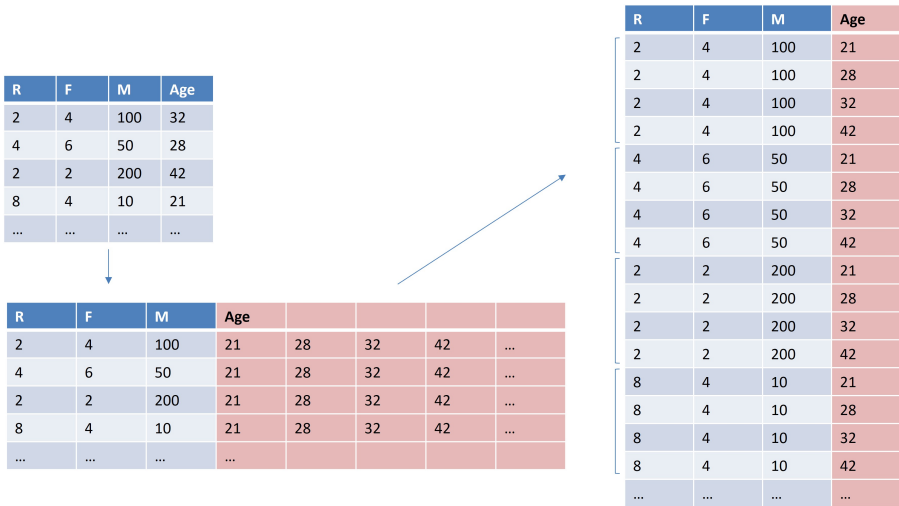 R F M Age
2 4 100 32
4 6 50 28
2 2 200 42
8 4 10 21
... ... ... ...
R F M Age
2 4 100 21 28 32 42 ...
4 6 50 21 28 32 42
2 2 200 21 28 32 42
8 4 10 21 28 32 42
... ... ... ...
R F M Age
2 4 100 21
2 4 100 28
2 4 100 32
2 4 100 42
4 6 50 21
4 6 50 28
4 6 50 32
4 6 50 42
2 2 200 21
2 2 200 28
2 2 200 32
2 2 200 42
8 4 10 21
8 4 10 28
8 4 10 32
8 4 10 42
... ... ... ...